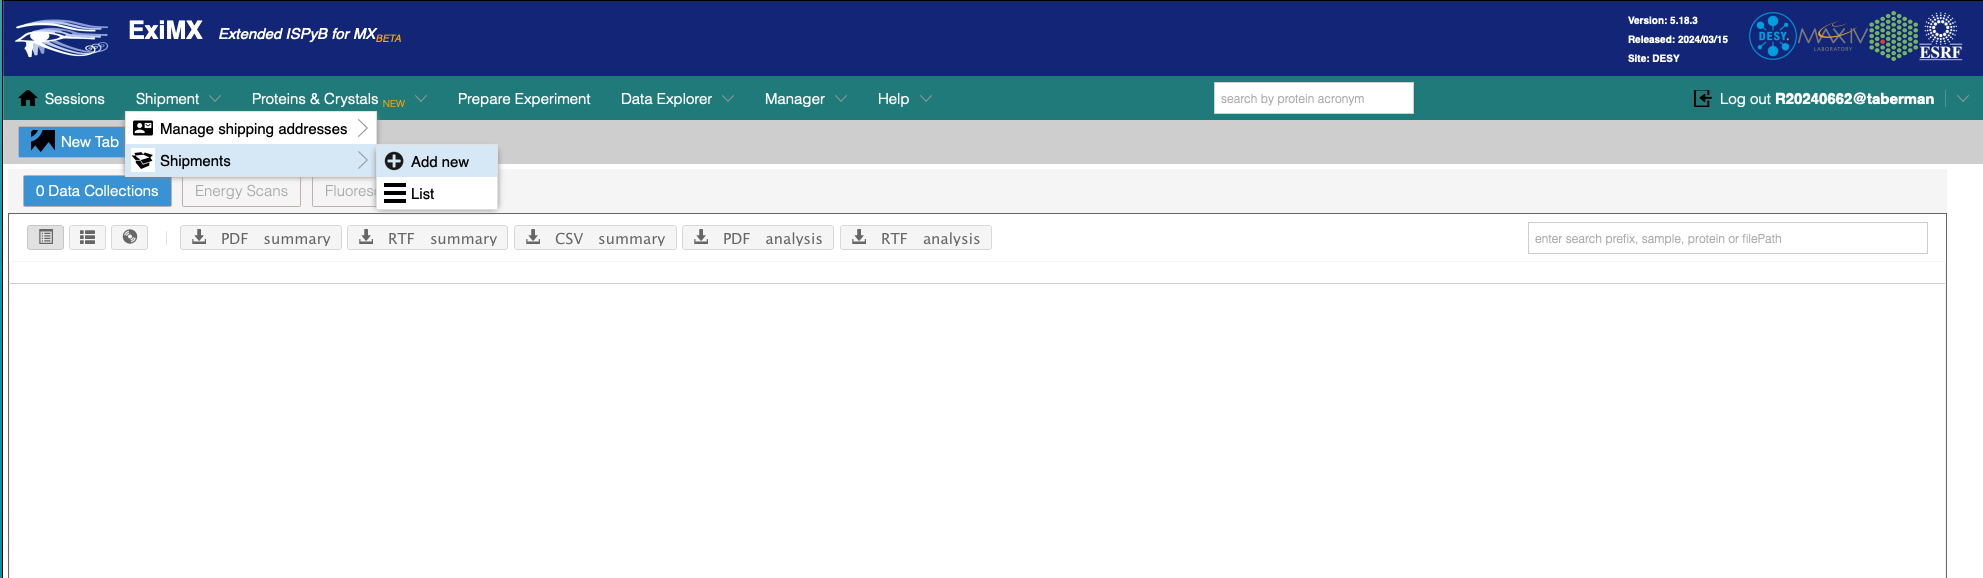 ExiMX Extended ISPyB for MX BETA
Version: 5.18.3
Released: 2024/03/15
Site: DESY
DESY.
MAX IV
LABORATORY
ESRF
Sessions Shipment Proteins & Crystals NEW Prepare Experiment Data Explorer Manager Help search by protein acronym Log out R20240662@taberman
Manage shipping addresses
New Tab
Shipments
Add new
List
0 Data Collections Energy Scans Fluores
PDF summary RTF summary CSV summary PDF analysis RTF analysis enter search prefix, sample, protein or filePath